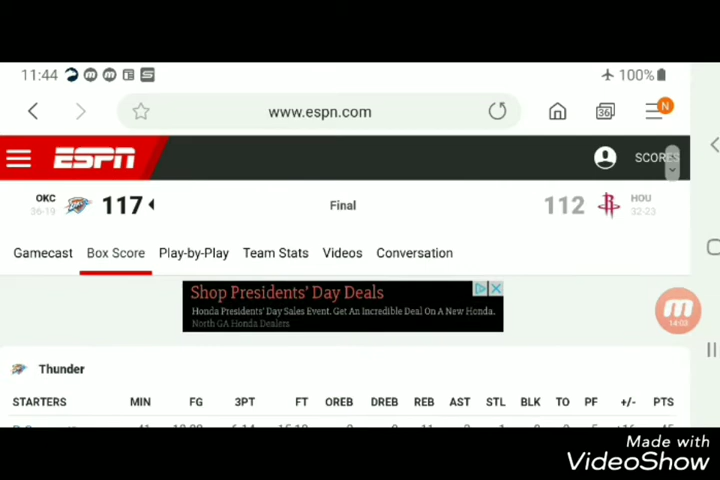 11:44
100%
www.espn.com
36
N
ESPN
SCORES
OKC
36-19
117
Final
112
HOU
32-23
Gamecast Box Score Play-by-Play Team Stats Videos Conversation
Shop Presidents' Day Deals
Honda Presidents' Day Sales Event. Get An Incredible Deal On A New Honda.
North GA Honda Dealers
14:03
Thunder
STARTERS MIN FG 3PT FT OREB DREB REB AST STL BLK TO PF +/- PTS
Made with
VideoShow